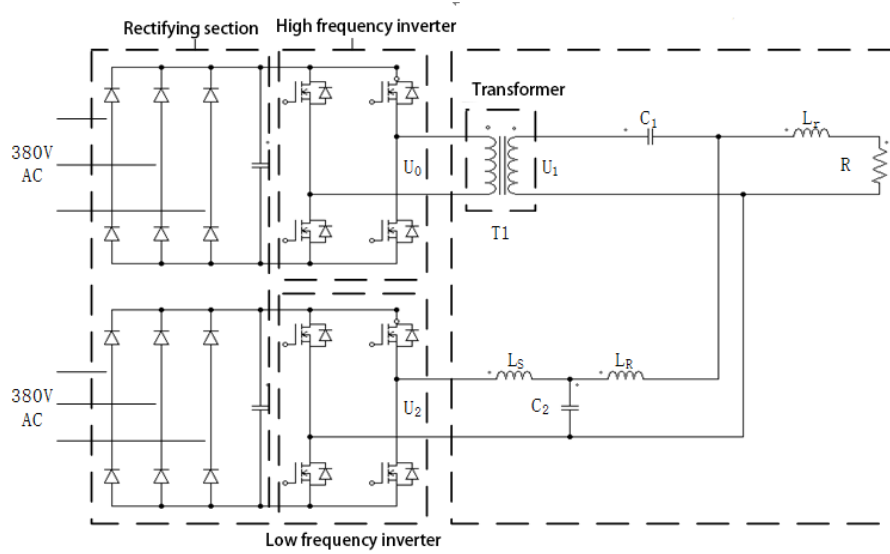 Rectifying section
High frequency inverter
Transformer
380V
AC
U0
U1
C1
Lr
R
T1
380V
AC
U2
LS
C2
LR
Low frequency inverter